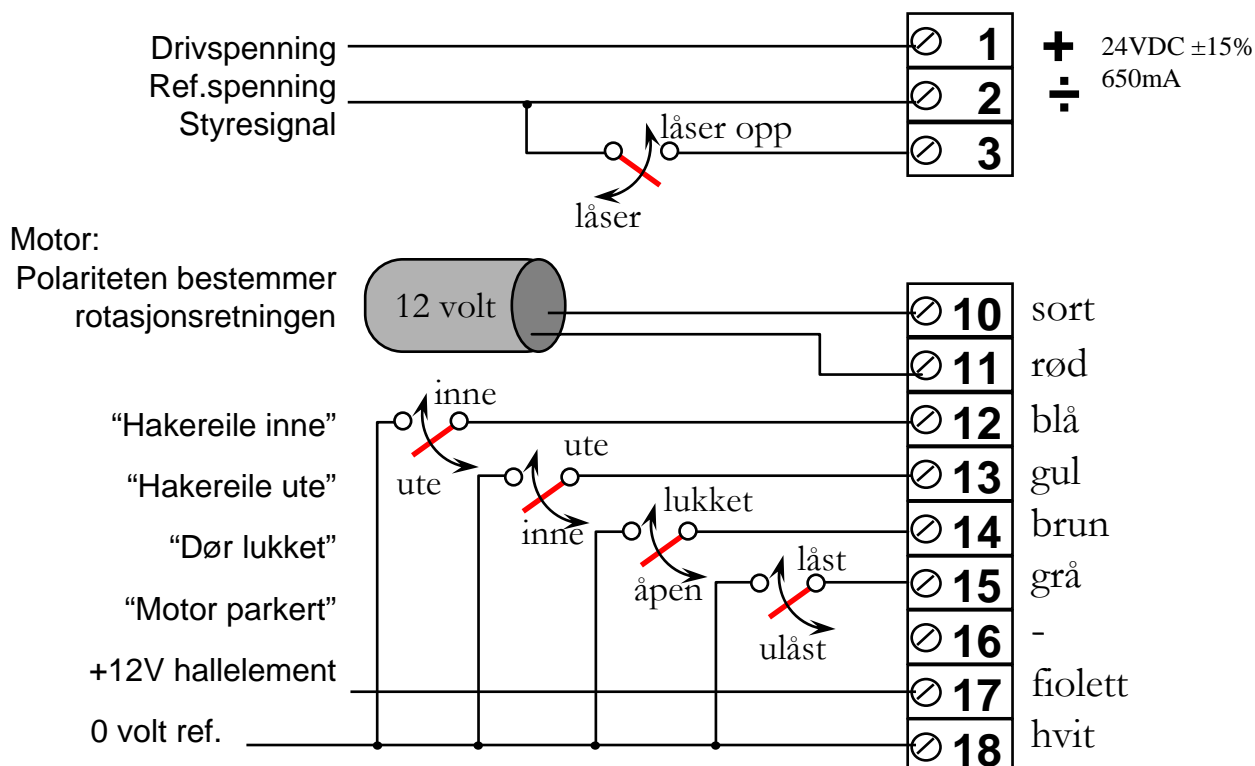 Drivspenning
1
+ 24VDC ±15%
Ref.spenning
2
÷ 650mA
Styresignal
låser opp
3
låser
Motor:
Polariteten bestemmer
rotasjonsretningen
12 volt
10 sort
11 rød
“Hakereile inne”
inne
ute
12 blå
“Hakereile ute”
ute
inne
13 gul
“Dør lukket”
lukket
åpen
14 brun
“Motor parkert”
låst
ulåst
15 grå
16 -
+12V hallelement
17 fiolett
0 volt ref.
18 hvit